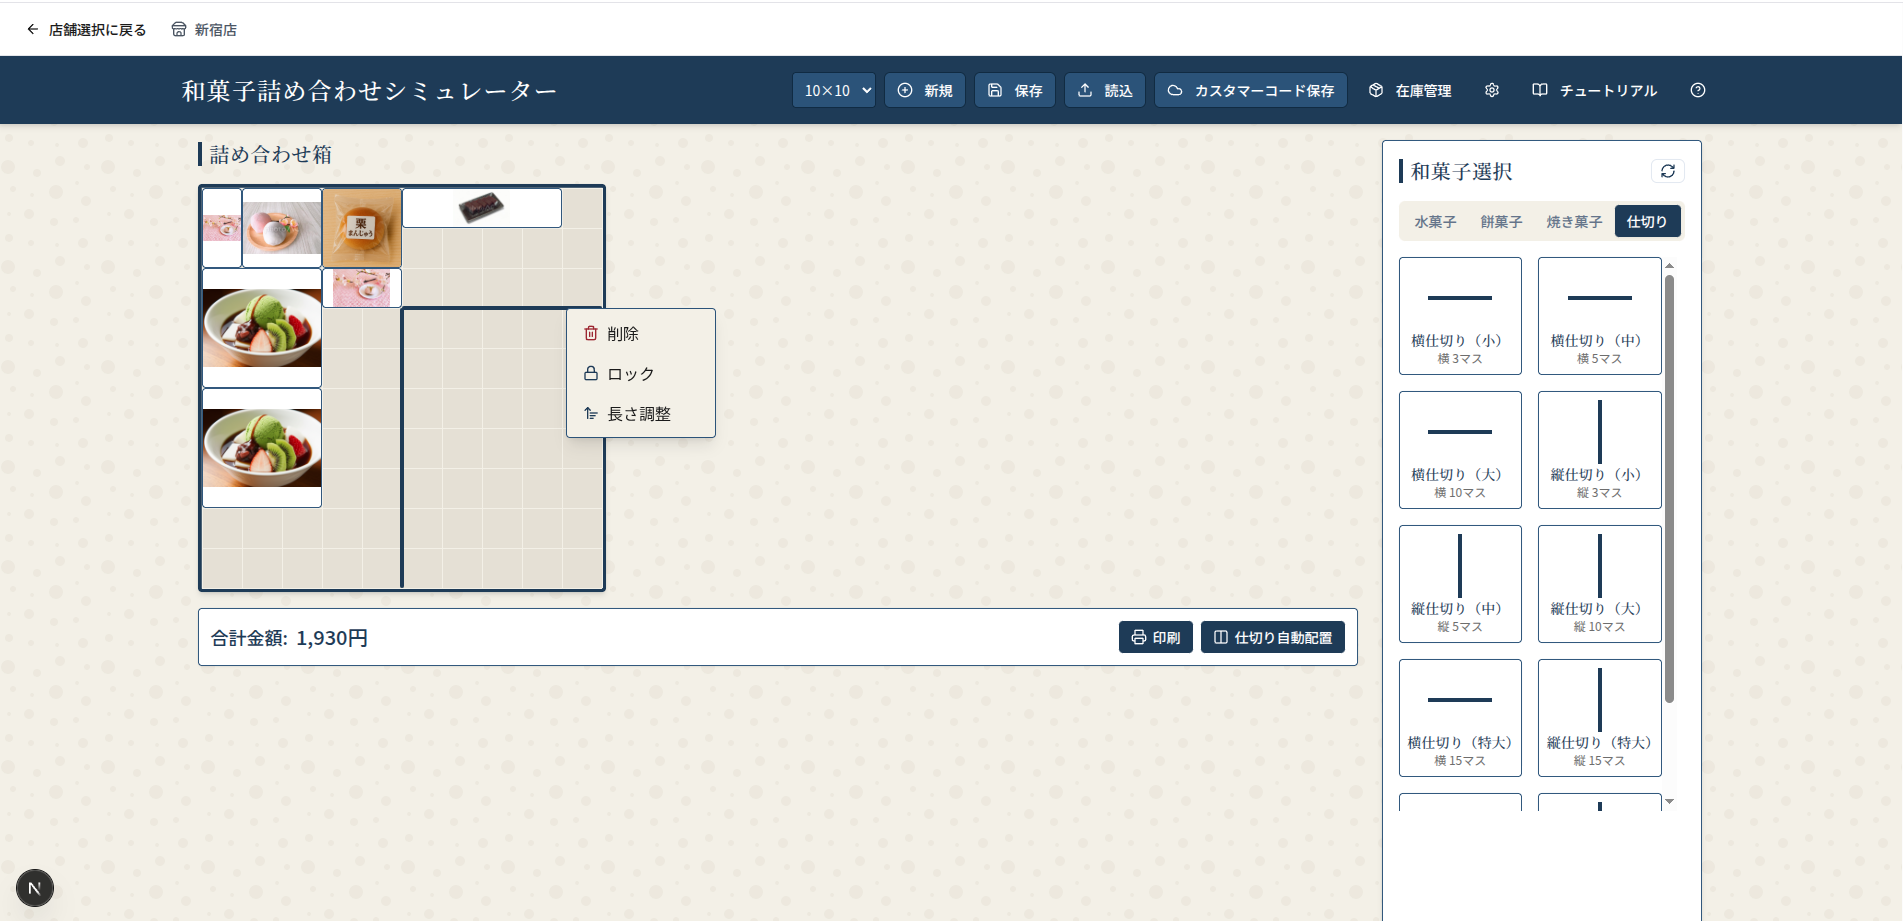 店舗選択に戻る
新宿店
和菓子詰め合わせシミュレーター
10×10
新規
保存
読込
カスタマーコード保存
在庫管理
チュートリアル
詰め合わせ箱
栗
まんじゅう
削除
ロック
長さ調整
合計金額: 1,930円
印刷
仕切り自動配置
和菓子選択
水菓子
餅菓子
焼き菓子
仕切り
横仕切り（小）
横 3マス
横仕切り（中）
横 5マス
横仕切り（大）
横 10マス
縦仕切り（小）
縦 3マス
縦仕切り（中）
縦 5マス
縦仕切り（大）
縦 10マス
横仕切り（特大）
横 15マス
縦仕切り（特大）
縦 15マス
N